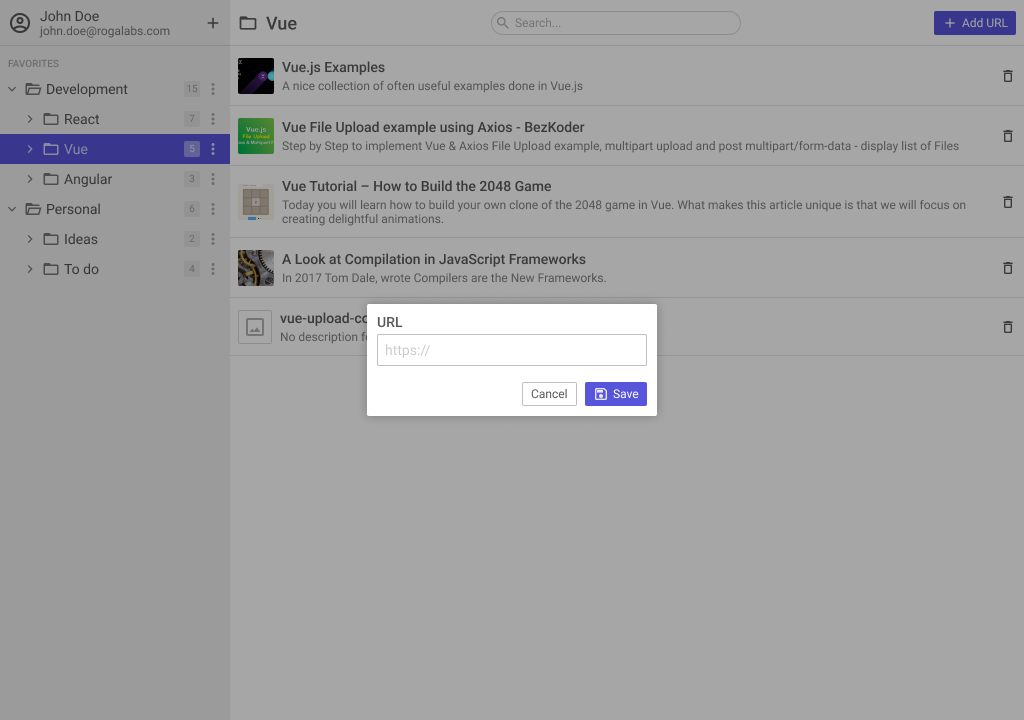 John Doe
john.doe@rogalabs.com
FAVORITES
Development 15
React 7
Vue 5
Angular 3
Personal 6
Ideas 2
To do 4
Vue
Search...
Add URL
Vue.js Examples
A nice collection of often useful examples done in Vue.js
Vue.js
File Upload
Vue File Upload example using Axios - BezKoder
Step by Step to implement Vue & Axios File Upload example, multipart upload and post multipart/form-data - display list of Files
Vue Tutorial – How to Build the 2048 Game
Today you will learn how to build your own clone of the 2048 game in Vue. What makes this article unique is that we will focus on
creating delightful animations.
A Look at Compilation in JavaScript Frameworks
In 2017 Tom Dale, wrote Compilers are the New Frameworks.
vue-upload-co
No description f
URL
https://
Cancel
Save